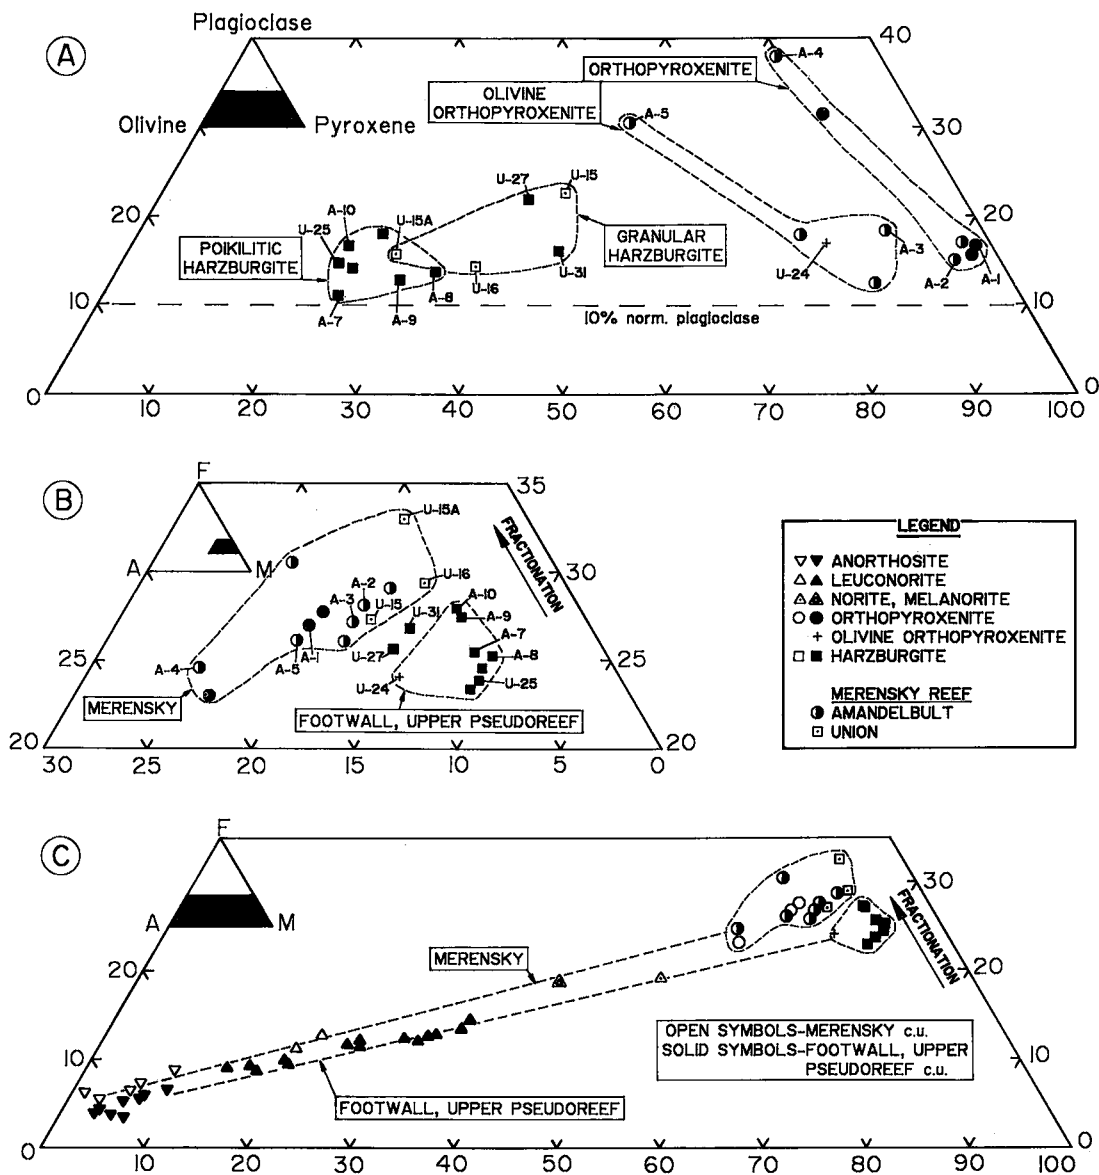 A
Plagioclase
Olivine
Pyroxene
40
A-4
ORTHOPYROXENITE
OLIVINE
ORTHOPYROXENITE
A-5
30
U-27
U-15
A-10
U-15A
20
U-25
POIKILITIC
HARZBURGITE
GRANULAR
HARZBURGITE
A-3
U-24
U-31
A-2
A-1
A-7
A-9
A-8
U-16
10
10
10% norm. plagioclase
0
0
10
20
30
40
50
60
70
80
90
100
B
F
A
M
35
U-15A
FRACTIONATION
30
A-2
U-16
A-3
U-15
U-31
A-10
A-9
A-7
A-8
25
25
A-4
A-5
A-1
U-27
U-24
U-25
MERENSKY
FOOTWALL, UPPER PSEUDOREEF
20
20
30
25
20
15
10
5
0
LEGEND
ANORTHOSITE
LEUCONORITE
NORITE, MELANORITE
ORTHOPYROXENITE
OLIVINE ORTHOPYROXENITE
HARZBURGITE
MERENSKY REEF
AMANDELBULT
UNION
C
F
A
M
30
FRACTIONATION
20
20
MERENSKY
OPEN SYMBOLS-MERENSKY c.u.
SOLID SYMBOLS-FOOTWALL, UPPER
PSEUDOREEF c.u.
10
10
FOOTWALL, UPPER PSEUDOREEF
0
0
10
20
30
40
50
60
70
80
90
100